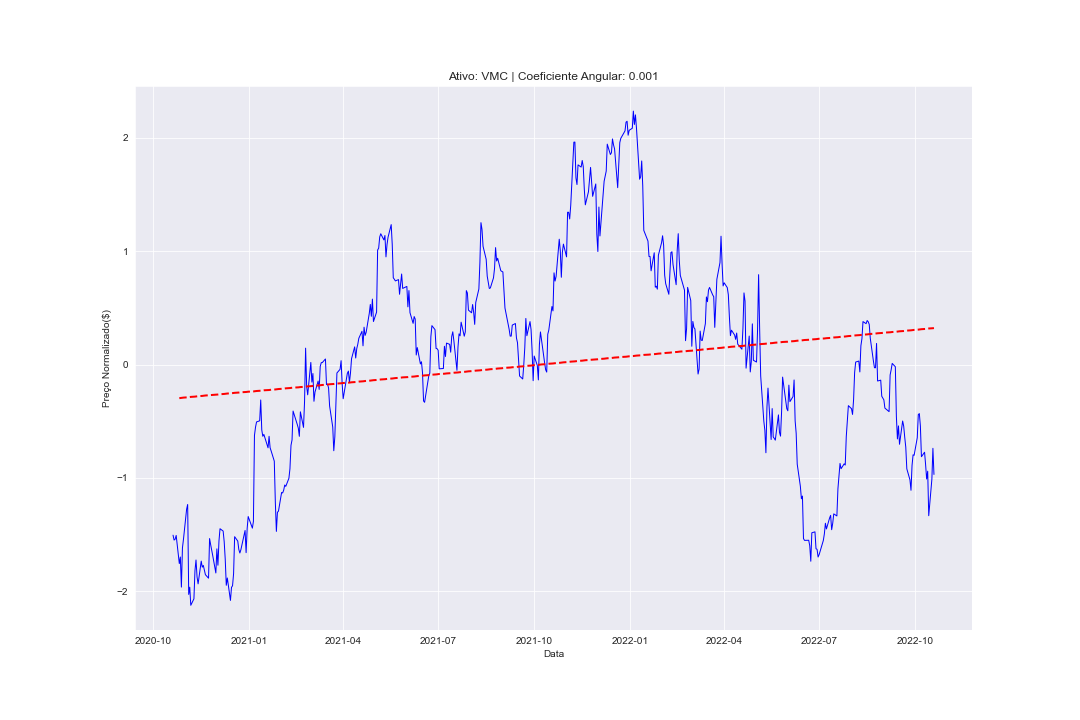 Ativo: VMC | Coeficiente Angular: 0.001
Preço Normalizado($)
2
1
0
−1
−2
2020-10 2021-01 2021-04 2021-07 2021-10 2022-01 2022-04 2022-07 2022-10
Data